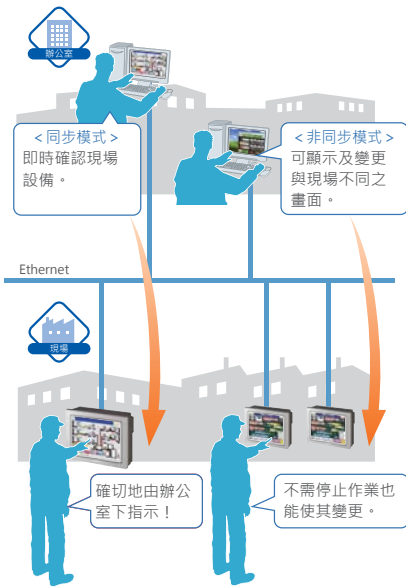 辦公室
<同步模式>
即時確認現場
設備。
<非同步模式>
可顯示及變更
與現場不同之
畫面。
Ethernet
現場
確切地由辦公
室下指示！
不需停止作業也
能使其變更。